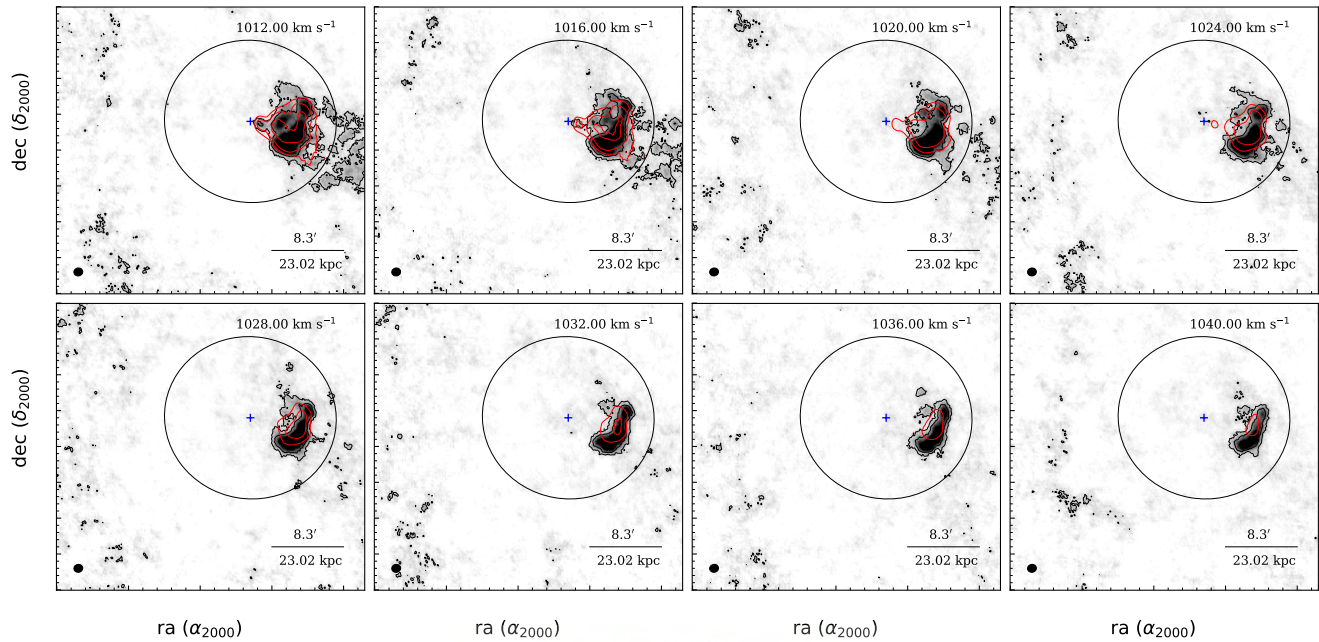 1012.00 km s⁻¹
1016.00 km s⁻¹
1020.00 km s⁻¹
1024.00 km s⁻¹
dec (δ₂₀₀₀)
8.3′
23.02 kpc
8.3′
23.02 kpc
8.3′
23.02 kpc
8.3′
23.02 kpc
1028.00 km s⁻¹
1032.00 km s⁻¹
1036.00 km s⁻¹
1040.00 km s⁻¹
dec (δ₂₀₀₀)
8.3′
23.02 kpc
8.3′
23.02 kpc
8.3′
23.02 kpc
8.3′
23.02 kpc
ra (α₂₀₀₀)
ra (α₂₀₀₀)
ra (α₂₀₀₀)
ra (α₂₀₀₀)